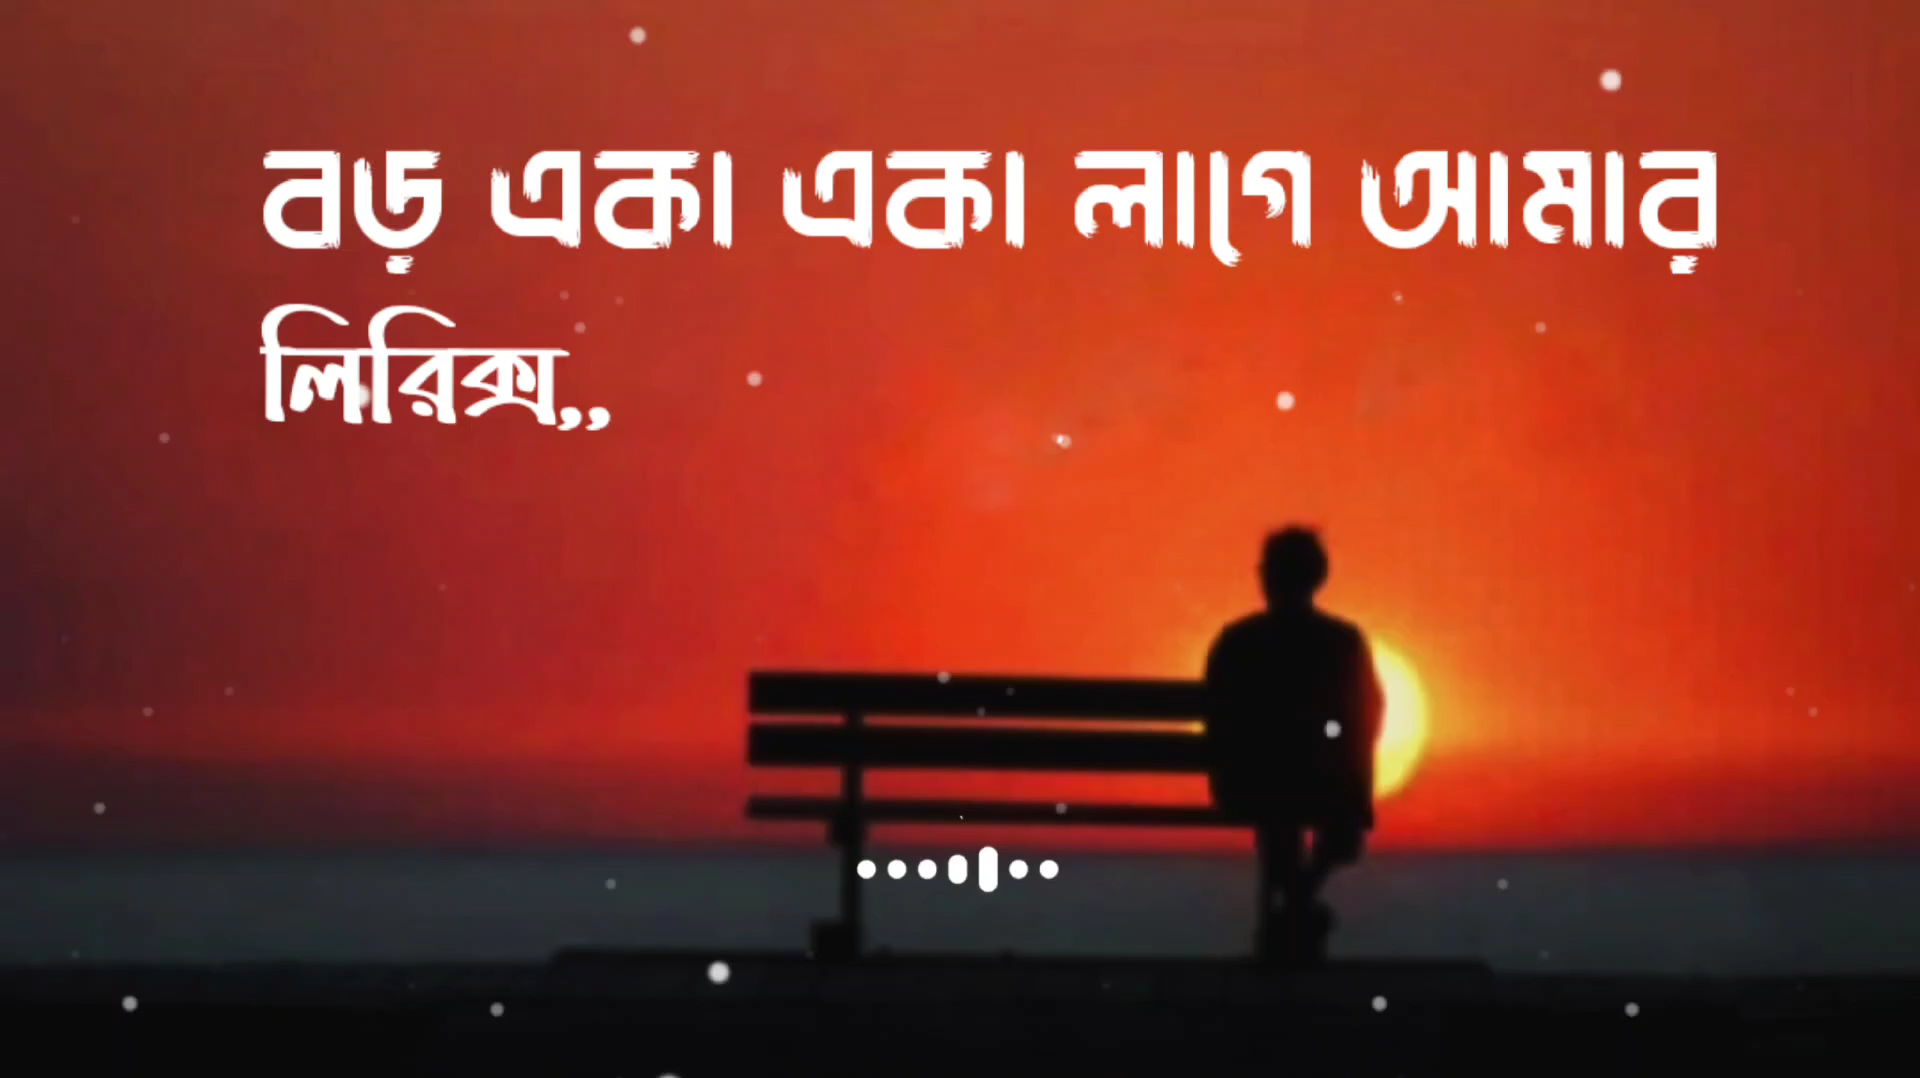 বড় একা একা লাগে আমার
লিরিক্স,,